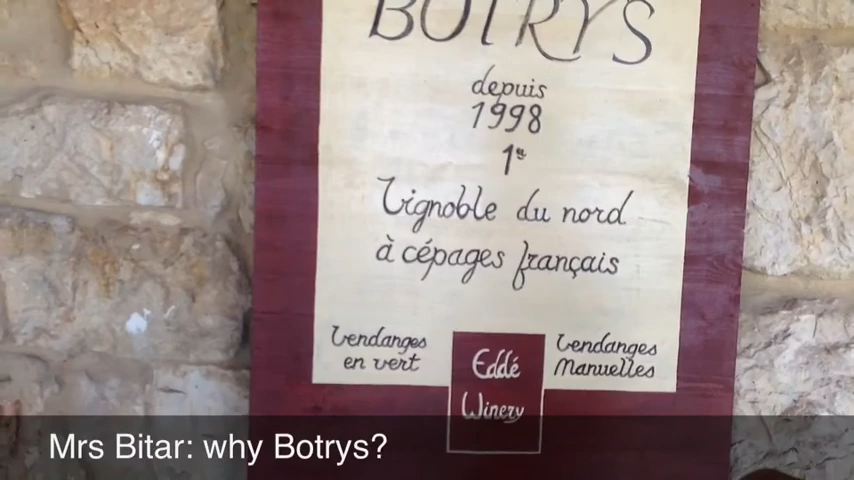 BOTRYS
depuis
1998
1er
Vignoble du nord
à cépages français
Vendanges
en vert
Vendanges
Manuelles
Eddé
Winery
Mrs Bitar: why Botrys?